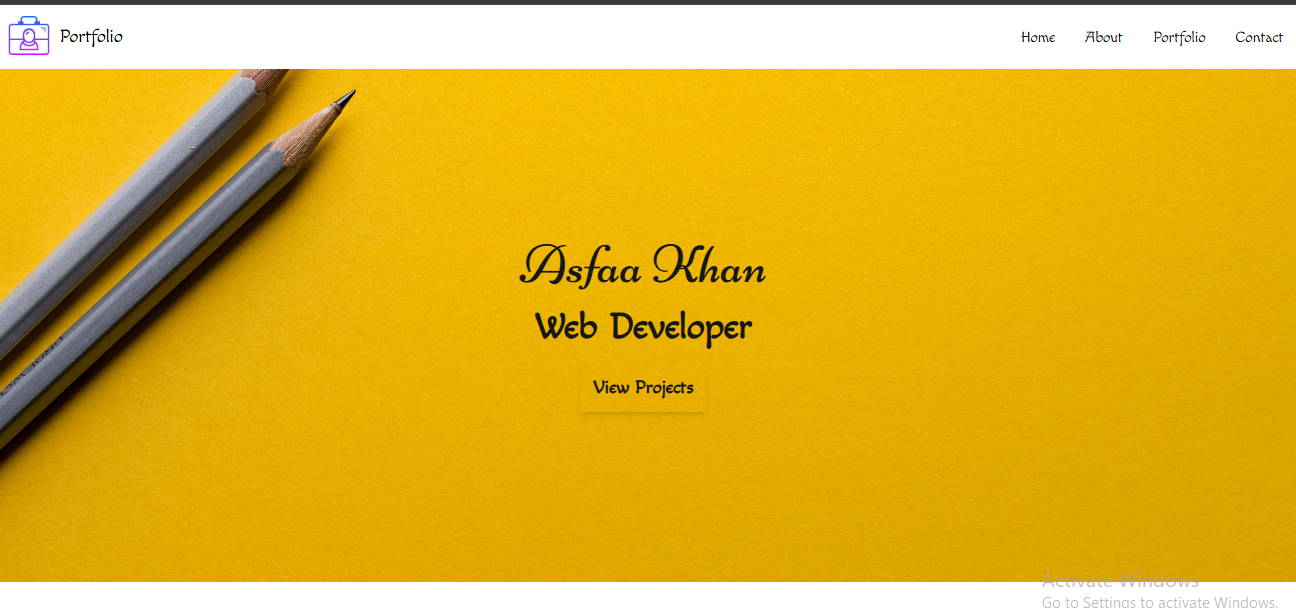 Portfolio
Home About Portfolio Contact
Asfaa Khan
Web Developer
View Projects
Activate Windows
Go to Settings to activate Windows.